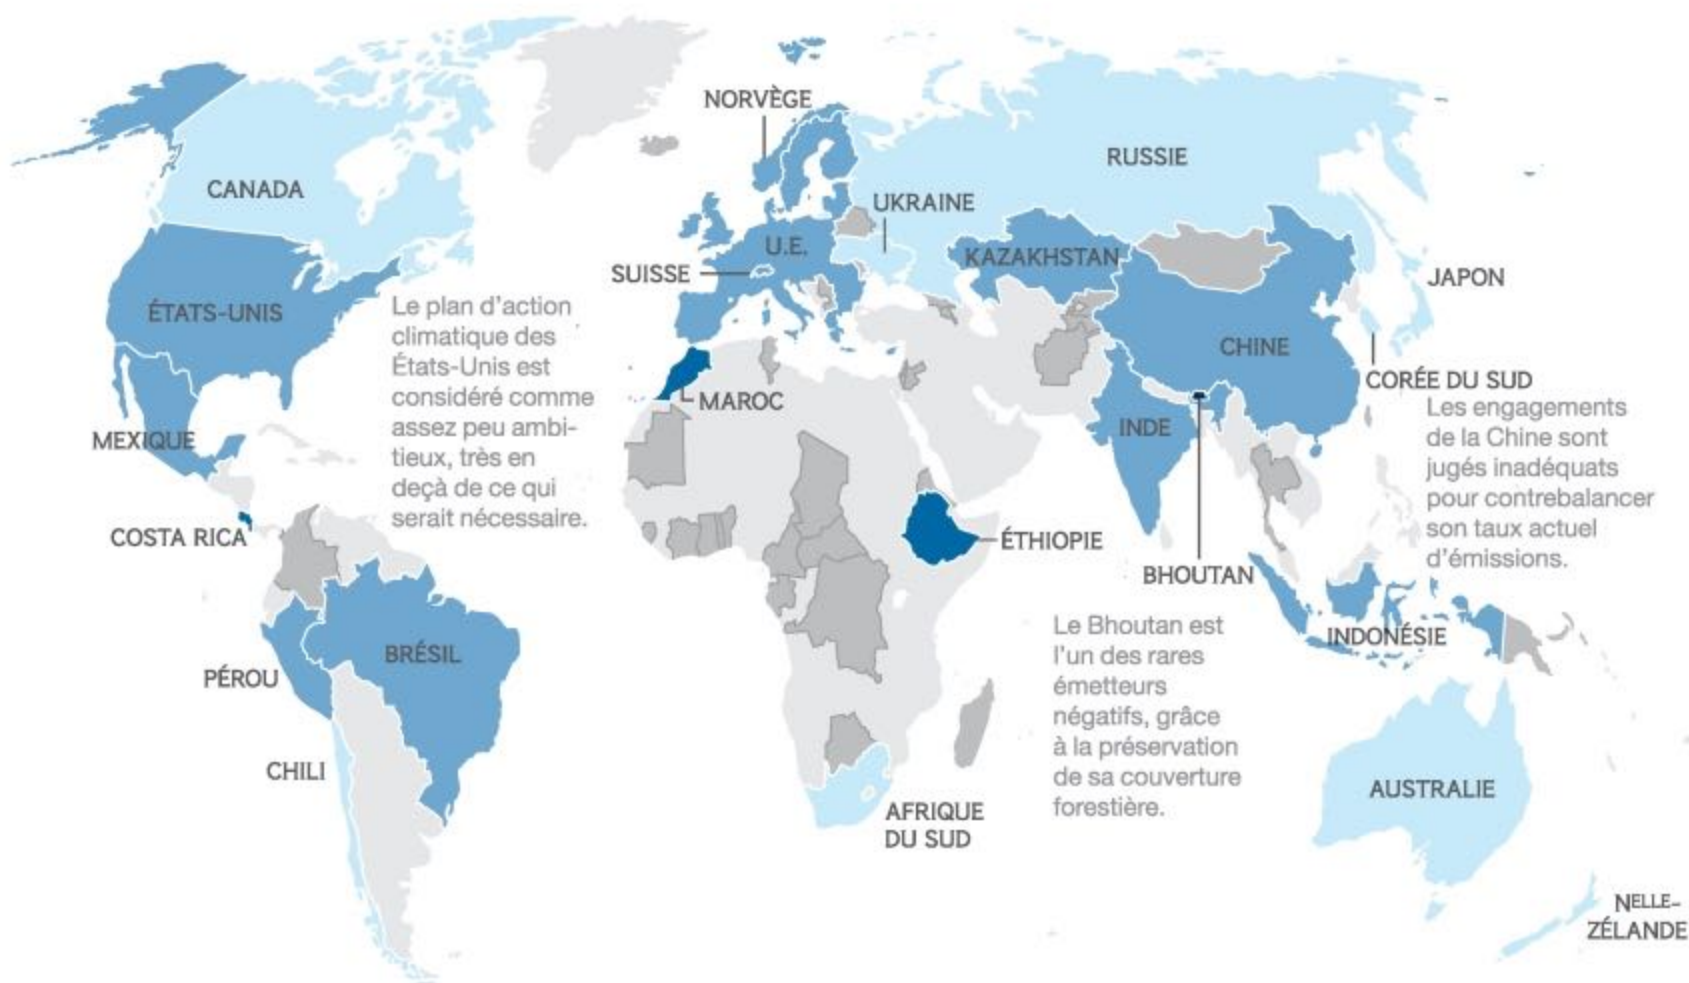 NORVÈGE
RUSSIE
CANADA
UKRAINE
U.E.
KAZAKHSTAN
SUISSE
JAPON
ÉTATS-UNIS
Le plan d'action
climatique des
États-Unis est
considéré comme
assez peu ambi-
tieux, très en
deçà de ce qui
serait nécessaire.
CHINE
CORÉE DU SUD
MAROC
Les engagements
de la Chine sont
jugés inadéquats
pour contrebalancer
son taux actuel
d'émissions.
INDE
MEXIQUE
COSTA RICA
ÉTHIOPIE
BHOUTAN
Le Bhoutan est
l'un des rares
émetteurs
négatifs, grâce
à la préservation
de sa couverture
forestière.
INDONÉSIE
BRÉSIL
PÉROU
CHILI
AUSTRALIE
AFRIQUE
DU SUD
NELLE-
ZÉLANDE